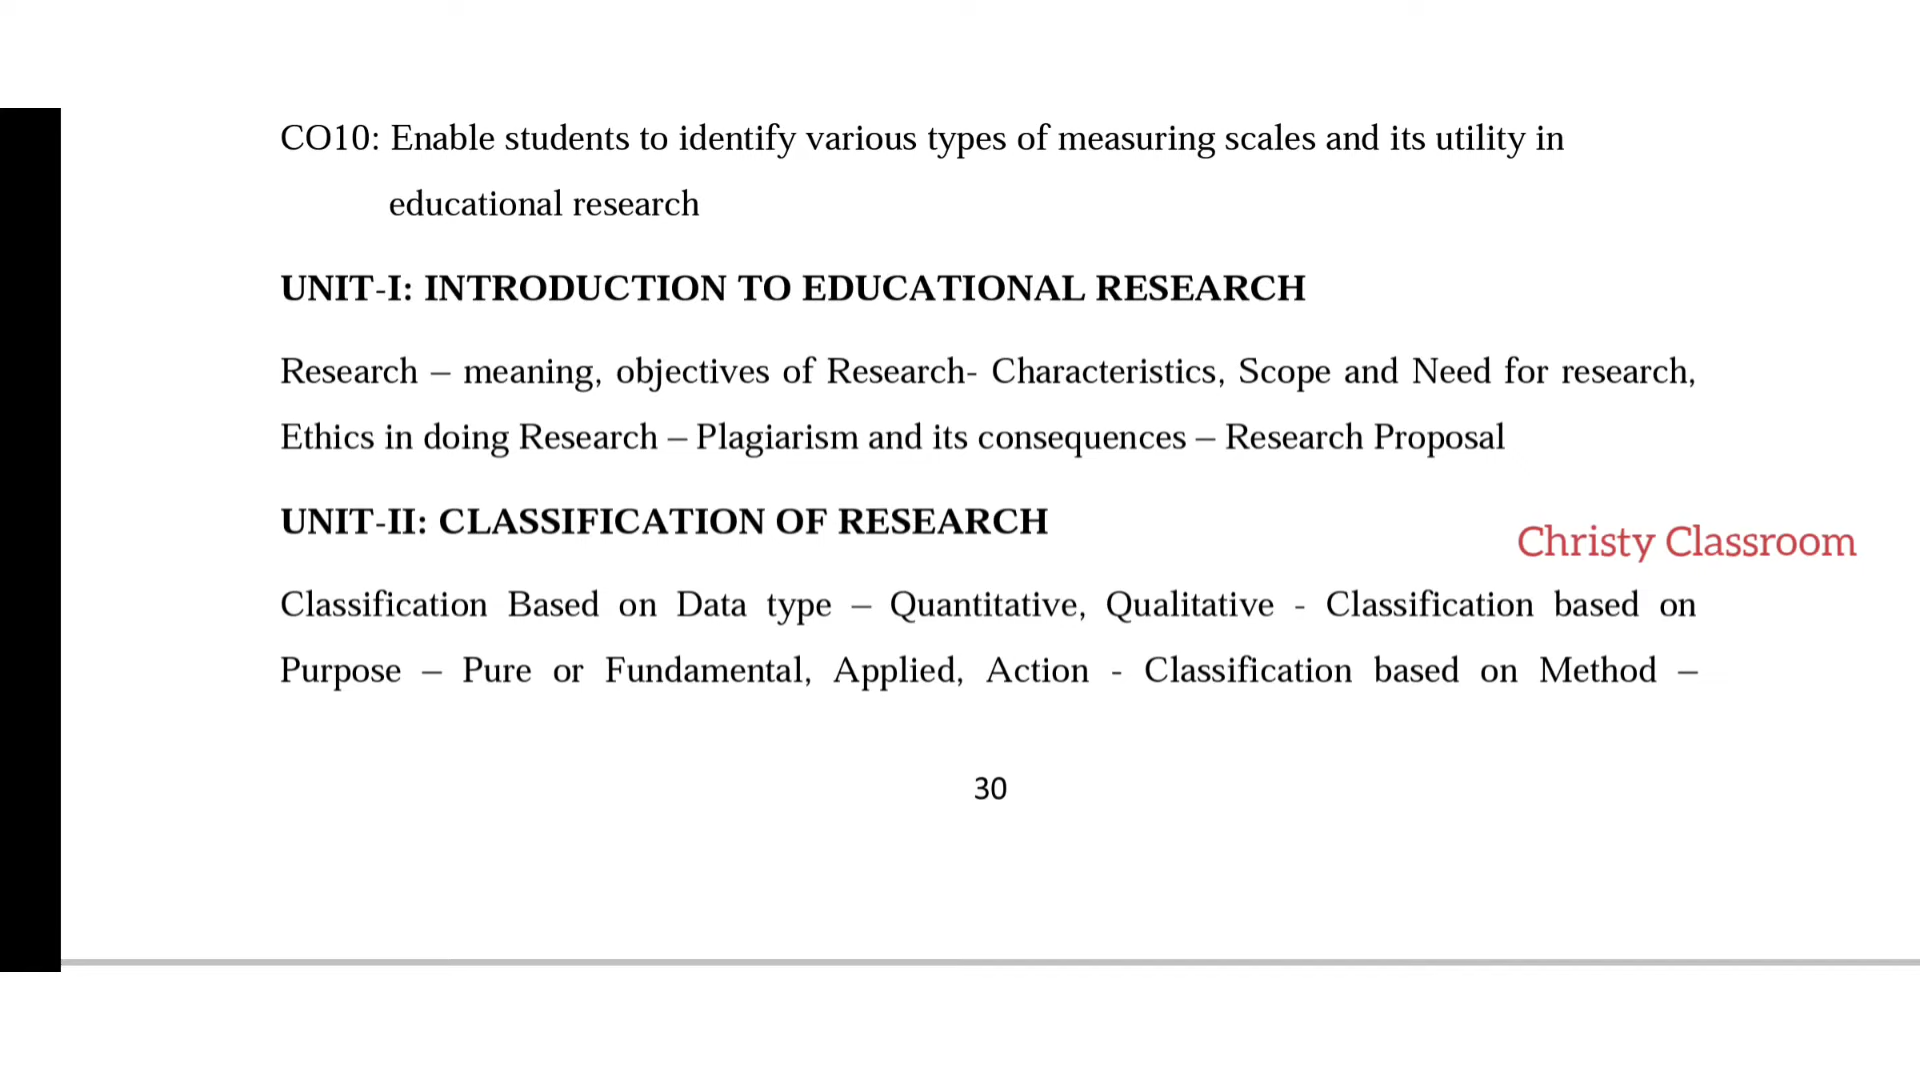 CO10: Enable students to identify various types of measuring scales and its utility in
educational research
UNIT-I: INTRODUCTION TO EDUCATIONAL RESEARCH
Research – meaning, objectives of Research- Characteristics, Scope and Need for research,
Ethics in doing Research – Plagiarism and its consequences – Research Proposal
UNIT-II: CLASSIFICATION OF RESEARCH
Christy Classroom
Classification Based on Data type – Quantitative, Qualitative - Classification based on
Purpose – Pure or Fundamental, Applied, Action - Classification based on Method –
30